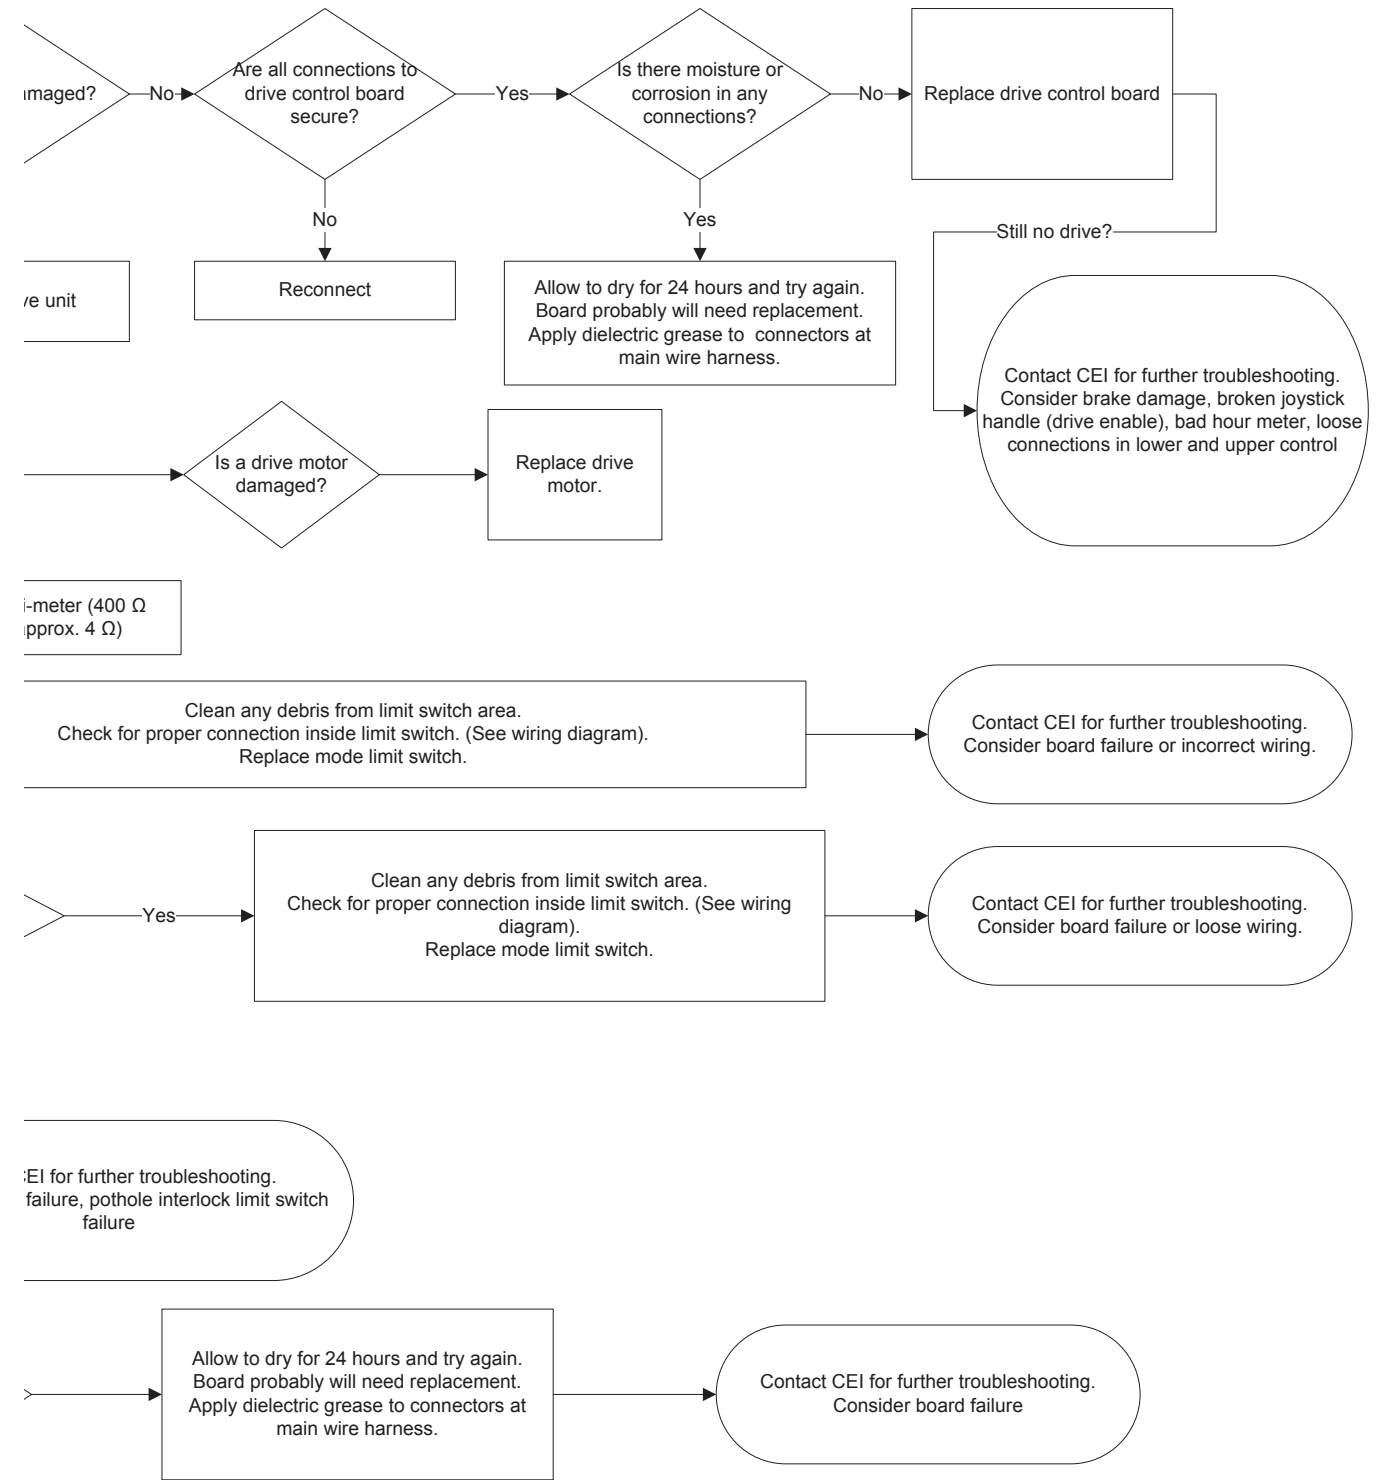 Are all connections to
drive control board
secure?
Is there moisture or
corrosion in any
connections?
Replace drive control board
damaged?
No
Yes
No
No
Yes
Still no drive?
unit
Reconnect
Allow to dry for 24 hours and try again.
Board probably will need replacement.
Apply dielectric grease to connectors at
main wire harness.
Contact CEI for further troubleshooting.
Consider brake damage, broken joystick
handle (drive enable), bad hour meter, loose
connections in lower and upper control
Is a drive motor
damaged?
Replace drive
motor.
i-meter (400 Ω
approx. 4 Ω)
Clean any debris from limit switch area.
Check for proper connection inside limit switch. (See wiring diagram).
Replace mode limit switch.
Contact CEI for further troubleshooting.
Consider board failure or incorrect wiring.
Yes
Clean any debris from limit switch area.
Check for proper connection inside limit switch. (See wiring
diagram).
Replace mode limit switch.
Contact CEI for further troubleshooting.
Consider board failure or loose wiring.
CEI for further troubleshooting.
failure, pothole interlock limit switch
failure
Allow to dry for 24 hours and try again.
Board probably will need replacement.
Apply dielectric grease to connectors at
main wire harness.
Contact CEI for further troubleshooting.
Consider board failure